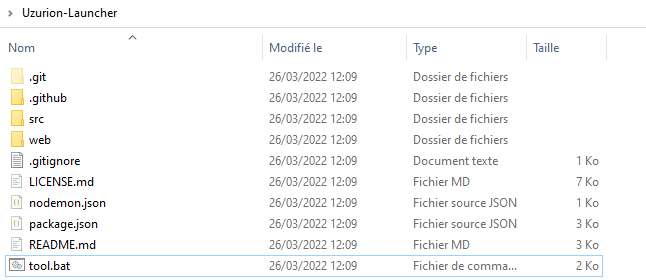 Uzurion-Launcher
Nom Modifié le Type Taille
.git 26/03/2022 12:09 Dossier de fichiers
.github 26/03/2022 12:09 Dossier de fichiers
src 26/03/2022 12:09 Dossier de fichiers
web 26/03/2022 12:09 Dossier de fichiers
.gitignore 26/03/2022 12:09 Document texte 1 Ko
LICENSE.md 26/03/2022 12:09 Fichier MD 7 Ko
nodemon.json 26/03/2022 12:09 Fichier source JSON 1 Ko
package.json 26/03/2022 12:09 Fichier source JSON 3 Ko
README.md 26/03/2022 12:09 Fichier MD 3 Ko
tool.bat 26/03/2022 12:09 Fichier de comma... 2 Ko